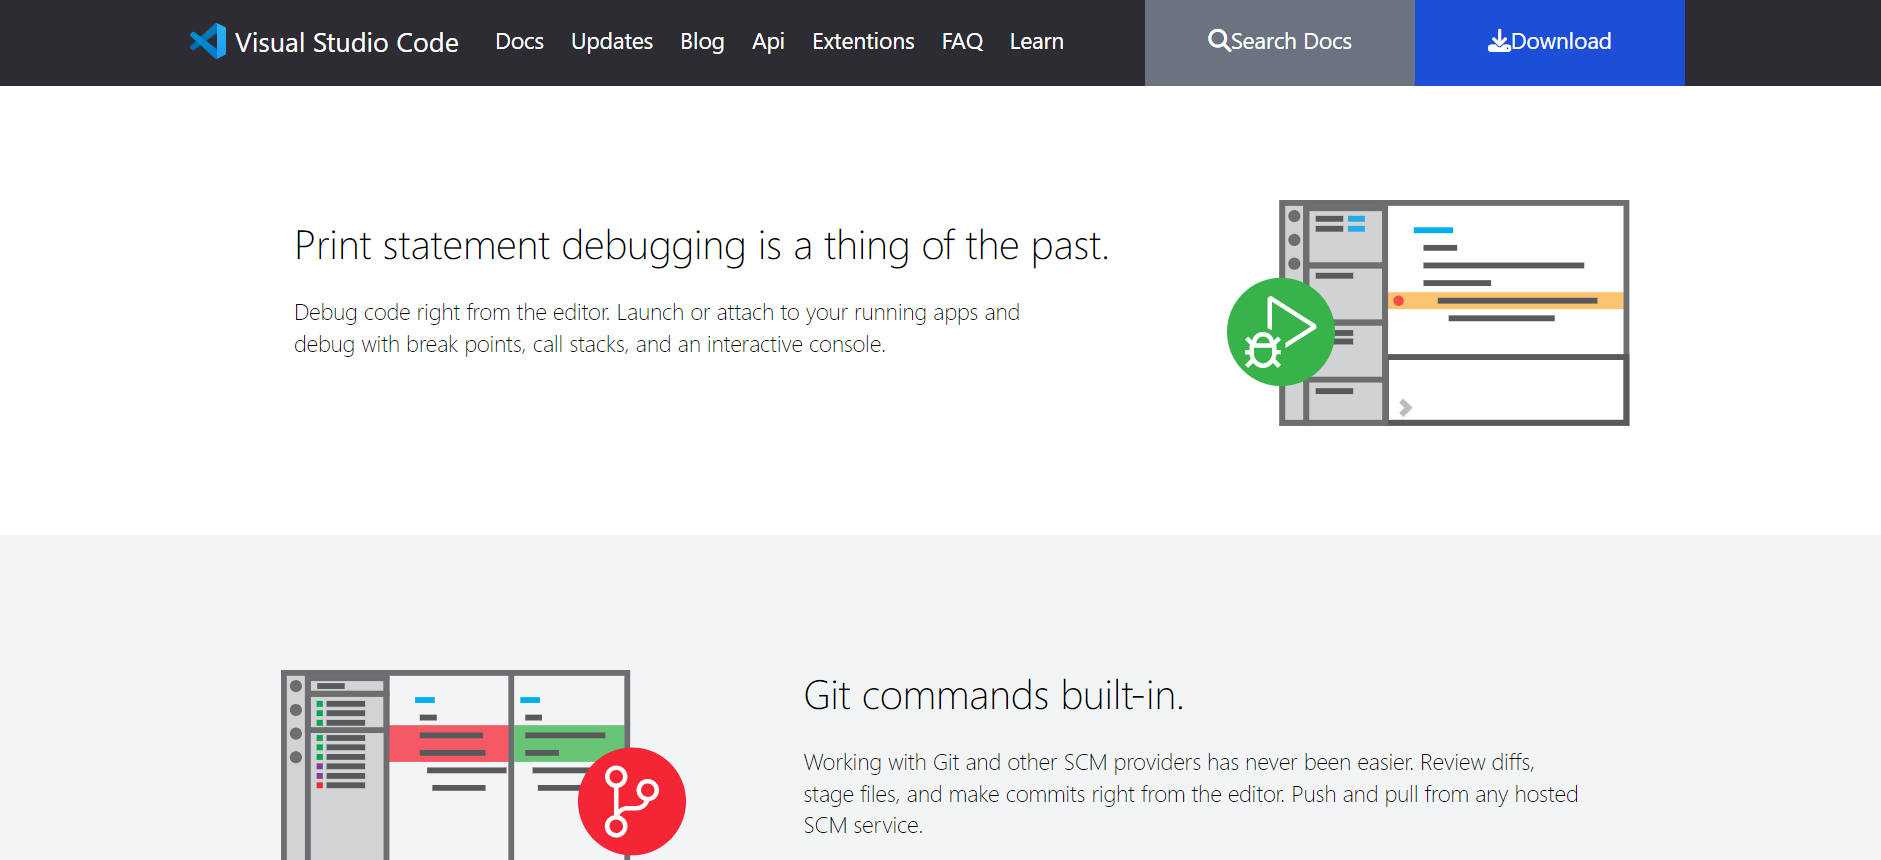 Visual Studio Code Docs Updates Blog Api Extentions FAQ Learn Search Docs Download
Print statement debugging is a thing of the past.
Debug code right from the editor. Launch or attach to your running apps and
debug with break points, call stacks, and an interactive console.
Git commands built-in.
Working with Git and other SCM providers has never been easier. Review diffs,
stage files, and make commits right from the editor. Push and pull from any hosted
SCM service.